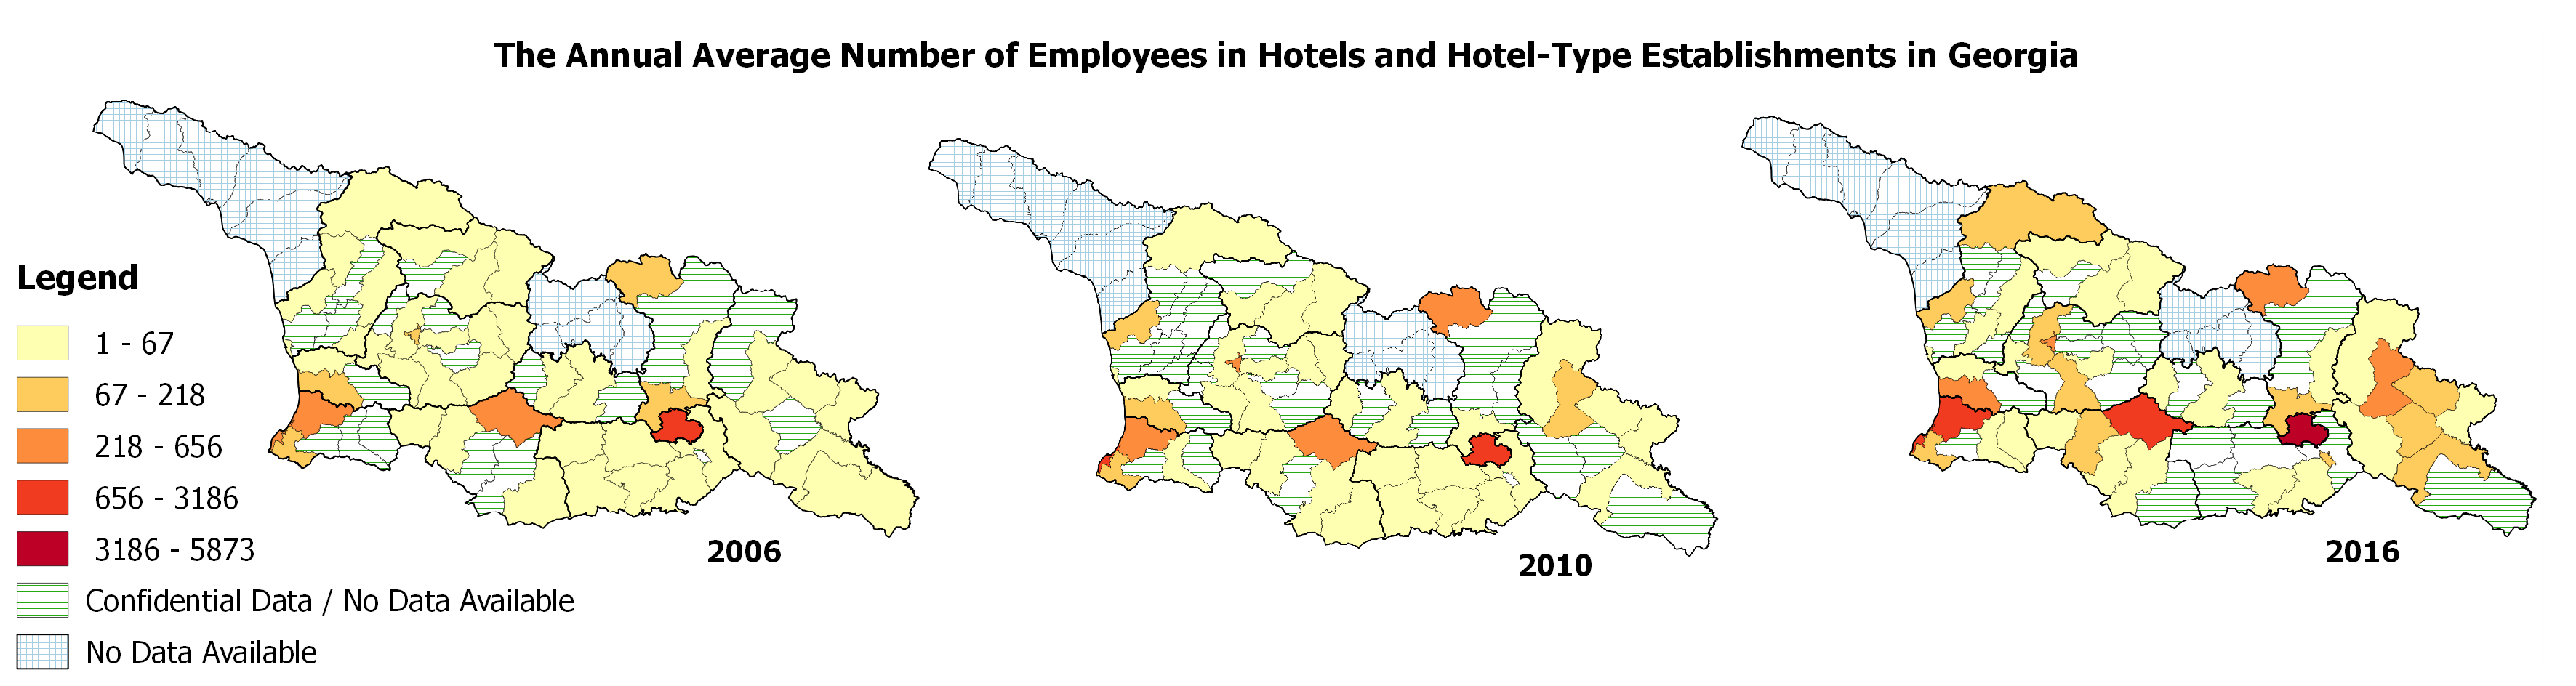 The Annual Average Number of Employees in Hotels and Hotel-Type Establishments in Georgia
Legend
1 - 67
67 - 218
218 - 656
656 - 3186
3186 - 5873
Confidential Data / No Data Available
No Data Available
2006
2010
2016